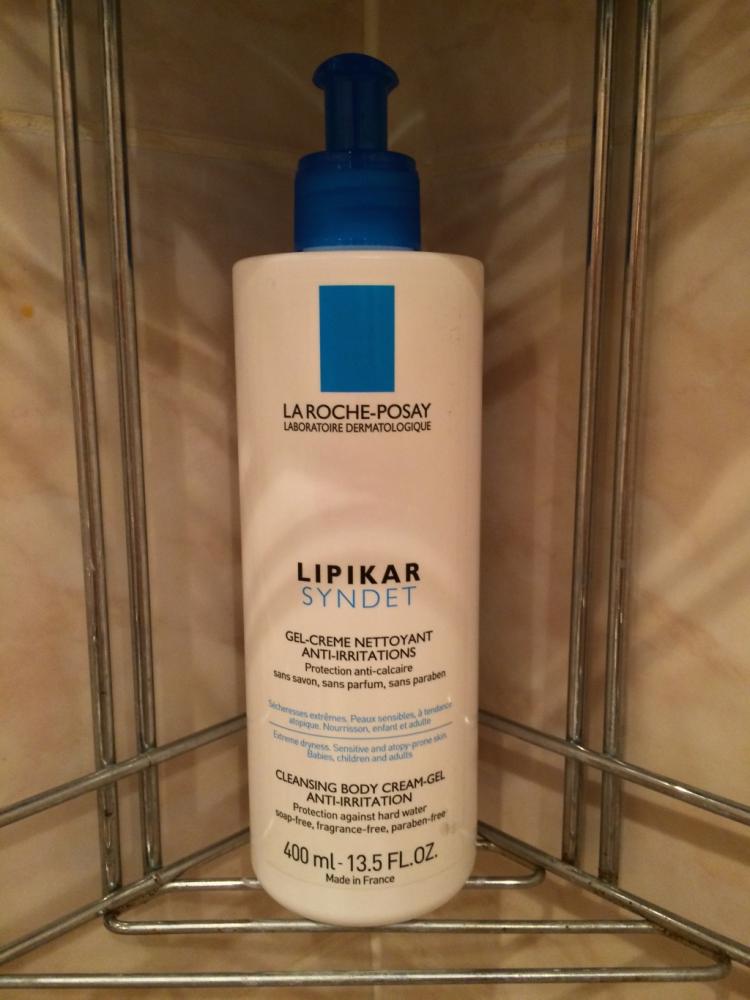 LA ROCHE-POSAY
LABORATOIRE DERMATOLOGIQUE
LIPIKAR
SYNDET
GEL-CREME NETTOYANT
ANTI-IRRITATIONS
Protection anti-calcaire
sans savon, sans parfum, sans paraben
Sécheresses extrêmes. Peaux sensibles, à tendance
atopique. Nourrisson, enfant et adulte
Extreme dryness. Sensitive and atopy-prone skin.
Babies, children and adults
CLEANSING BODY CREAM-GEL
ANTI-IRRITATION
Protection against hard water
soap-free, fragrance-free, paraben-free
400 ml - 13.5 FL.OZ.
Made in France